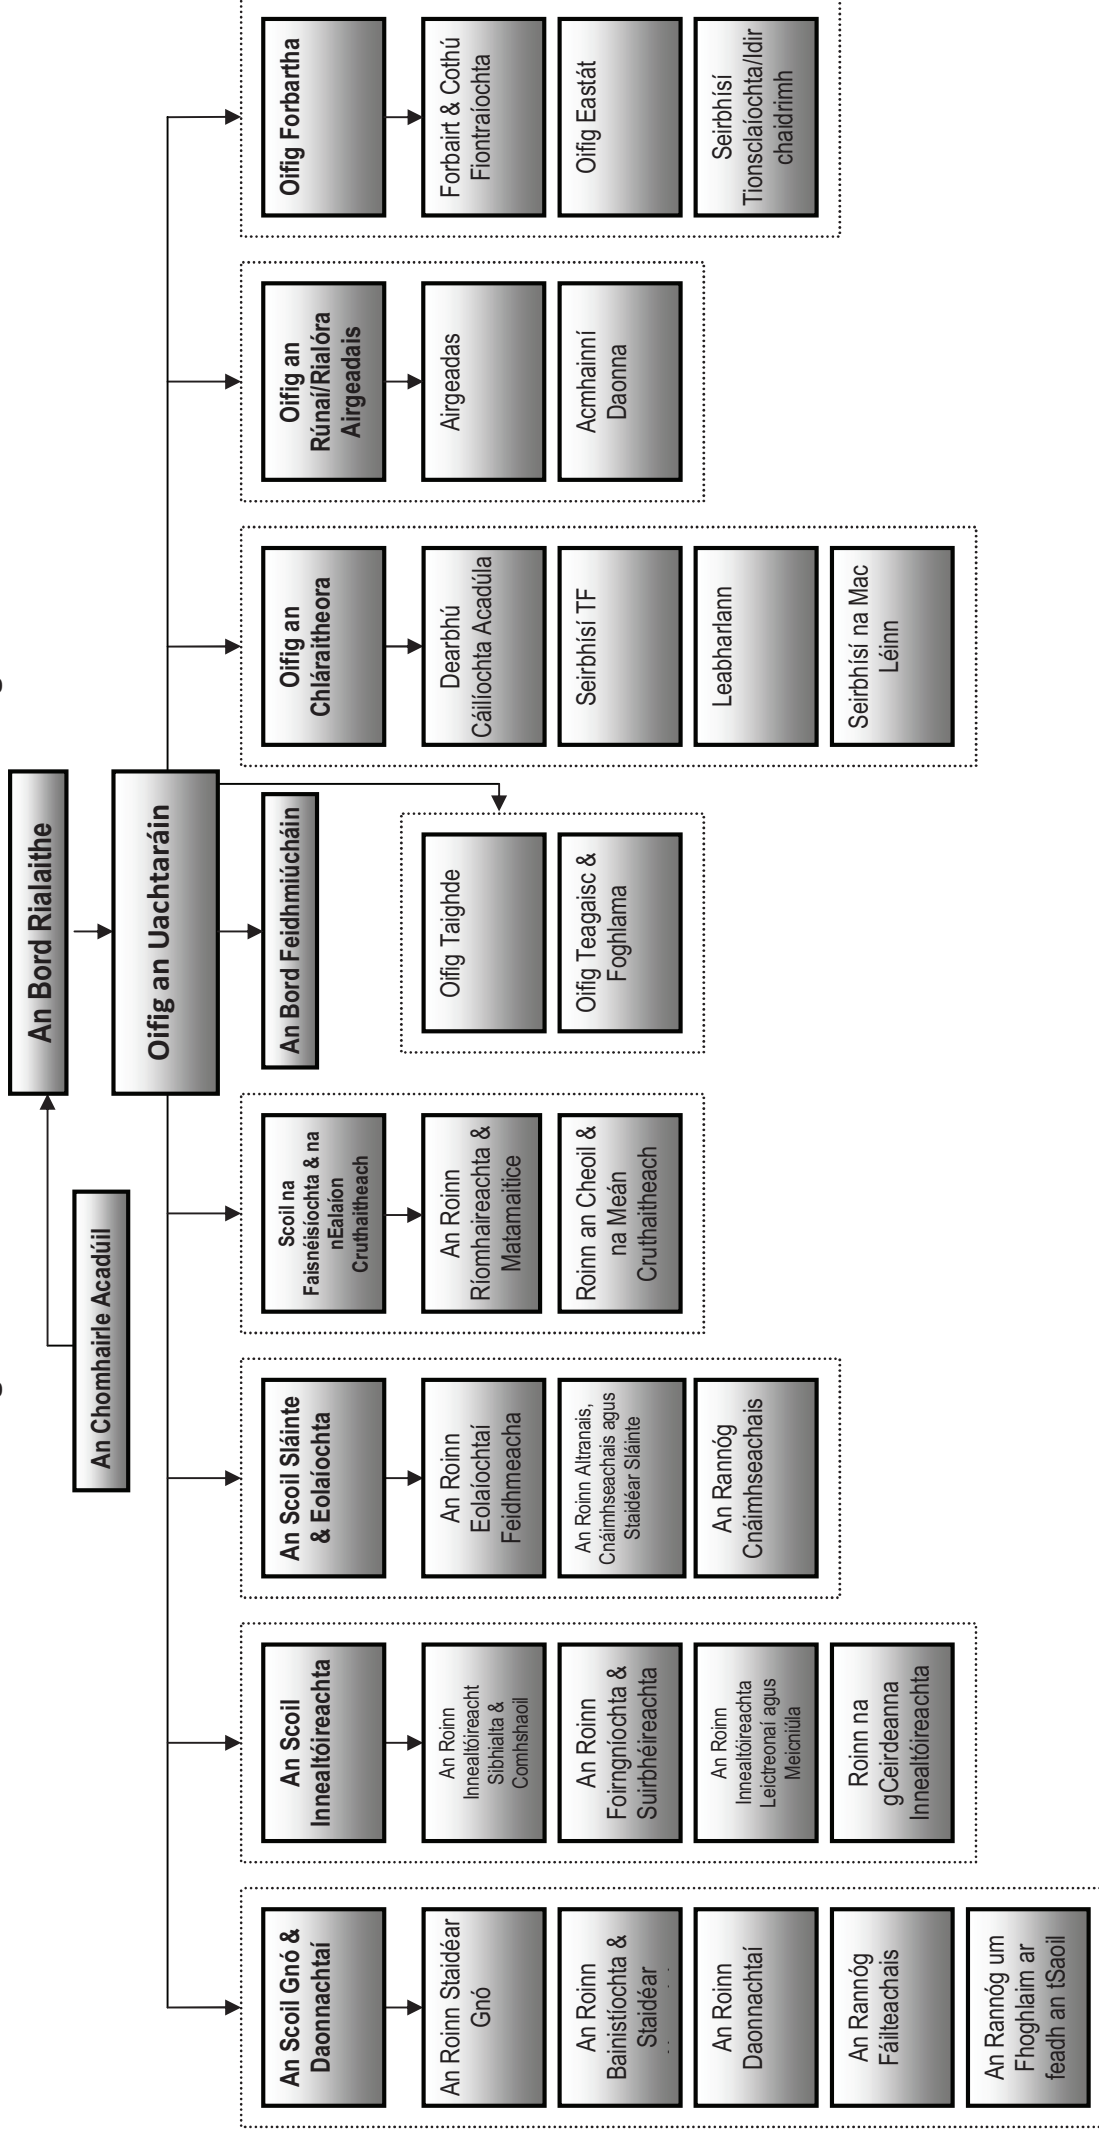 An Bord Rialaithe
An Chomhairle Acadúil
Oifig an Uachtaráin
An Bord Feidhmiúcháin
An Scoil Gnó &
Daonnachtaí
An Roinn Staidéar
Gnó
An Roinn
Bainistíochta &
Staidéar
An Roinn
Daonnachtaí
An Rannóg
Fáilteachais
An Rannóg um
Fhoghlaim ar
feadh an tSaoil
An Scoil
Innealtóireachta
An Roinn
Innealtóireacht
Sibhialta &
Comhshaoil
An Roinn
Foirgníochta &
Suirbhéireachta
An Roinn
Innealtóireachta
Leictreonaí agus
Meicniúla
Roinn na
gCeirdeanna
Innealtóireachta
An Scoil Sláinte
& Eolaíochta
An Roinn
Eolaíochtaí
Feidhmeacha
An Roinn Altranais,
Cnáimhseachais agus
Staidéar Sláinte
An Rannóg
Cnáimhseachais
Scoil na
Faisnéisíochta & na
nEalaíon
Cruthaitheach
An Roinn
Ríomhaireachta &
Matamaitice
Roinn an Cheoil &
na Meán
Cruthaitheach
Oifig Taighde
Oifig Teagaisc &
Foghlama
Oifig an
Chláraitheora
Dearbhú
Cáilíochta Acadúla
Seirbhísí TF
Leabharlann
Seirbhísí na Mac
Léinn
Oifig an
Rúnaí/Rialóra
Airgeadais
Airgeadas
Acmhainní
Daonna
Oifig Forbartha
Forbairt & Cothú
Fiontraíochta
Oifig Eastát
Seirbhísí
Tionsclaíochta/Idir
chaidrimh